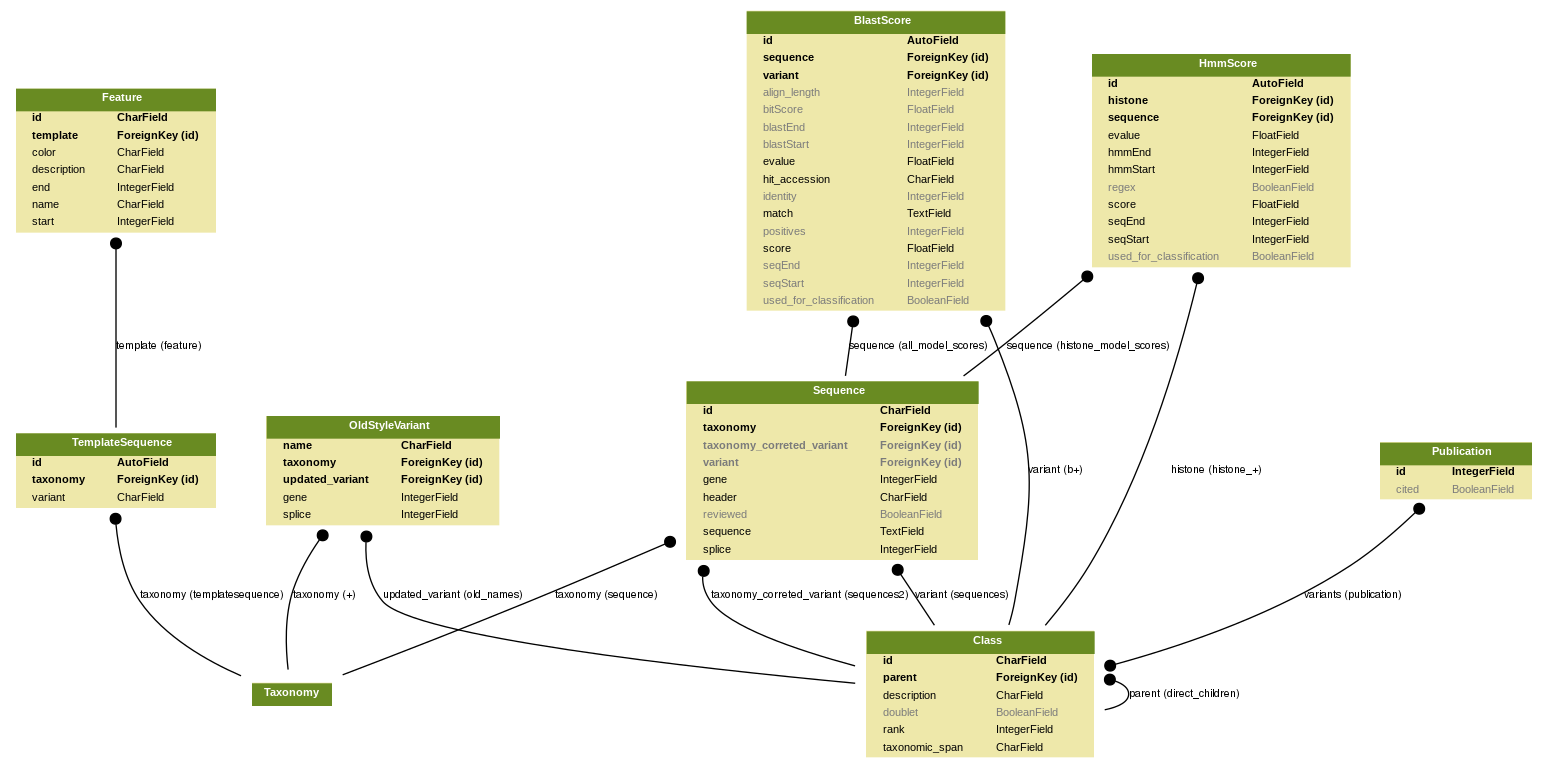 BlastScore
id AutoField
sequence ForeignKey (id)
variant ForeignKey (id)
align_length IntegerField
bitScore FloatField
blastEnd IntegerField
blastStart IntegerField
evalue FloatField
hit_accession CharField
identity IntegerField
match TextField
positives IntegerField
score FloatField
seqEnd IntegerField
seqStart IntegerField
used_for_classification BooleanField
HmmScore
id AutoField
histone ForeignKey (id)
sequence ForeignKey (id)
evalue FloatField
hmmEnd IntegerField
hmmStart IntegerField
regex BooleanField
score FloatField
seqEnd IntegerField
seqStart IntegerField
used_for_classification BooleanField
Feature
id CharField
template ForeignKey (id)
color CharField
description CharField
end IntegerField
name CharField
start IntegerField
template (feature)
sequence (all_model_scores)
sequence (histone_model_scores)
TemplateSequence
id AutoField
taxonomy ForeignKey (id)
variant CharField
OldStyleVariant
name CharField
taxonomy ForeignKey (id)
updated_variant ForeignKey (id)
gene IntegerField
splice IntegerField
Sequence
id CharField
taxonomy ForeignKey (id)
taxonomy_correted_variant ForeignKey (id)
variant ForeignKey (id)
gene IntegerField
header CharField
reviewed BooleanField
sequence TextField
splice IntegerField
variant (b+)
histone (histone_+)
Publication
id IntegerField
cited BooleanField
taxonomy (templatesequence)
taxonomy (+)
updated_variant (old_names)
taxonomy (sequence)
taxonomy_correted_variant (sequences2)
variant (sequences)
variants (publication)
Taxonomy
Class
id CharField
parent ForeignKey (id)
description CharField
doublet BooleanField
rank IntegerField
taxonomic_span CharField
parent (direct_children)